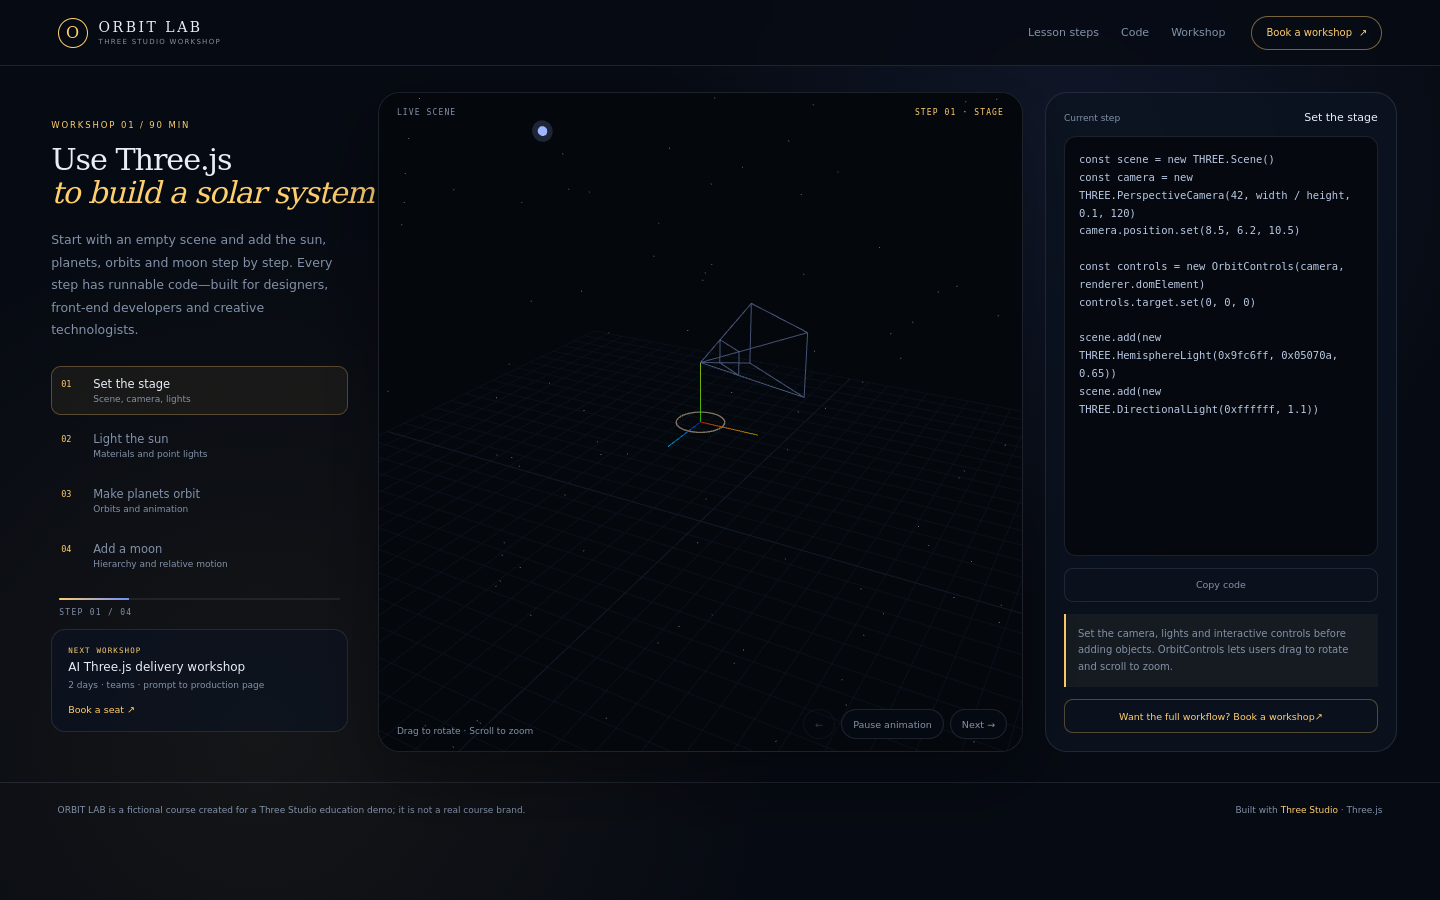 O
ORBIT LAB
THREE STUDIO WORKSHOP
Lesson steps
Code
Workshop
Book a workshop ↗
WORKSHOP 01 / 90 MIN
Use Three.js
to build a solar system
Start with an empty scene and add the sun,
planets, orbits and moon step by step. Every
step has runnable code—built for designers,
front-end developers and creative
technologists.
01 Set the stage
Scene, camera, lights
02 Light the sun
Materials and point lights
03 Make planets orbit
Orbits and animation
04 Add a moon
Hierarchy and relative motion
STEP 01 / 04
NEXT WORKSHOP
AI Three.js delivery workshop
2 days · teams · prompt to production page
Book a seat ↗
LIVE SCENE
STEP 01 · STAGE
Drag to rotate · Scroll to zoom
←
Pause animation
Next →
Current step
Set the stage
const scene = new THREE.Scene()
const camera = new
THREE.PerspectiveCamera(42, width / height,
0.1, 120)
camera.position.set(8.5, 6.2, 10.5)
const controls = new OrbitControls(camera,
renderer.domElement)
controls.target.set(0, 0, 0)
scene.add(new
THREE.HemisphereLight(0x9fc6ff, 0x05070a,
0.65))
scene.add(new
THREE.DirectionalLight(0xffffff, 1.1))
Copy code
Set the camera, lights and interactive controls before
adding objects. OrbitControls lets users drag to rotate
and scroll to zoom.
Want the full workflow? Book a workshop↗
ORBIT LAB is a fictional course created for a Three Studio education demo; it is not a real course brand.
Built with Three Studio · Three.js